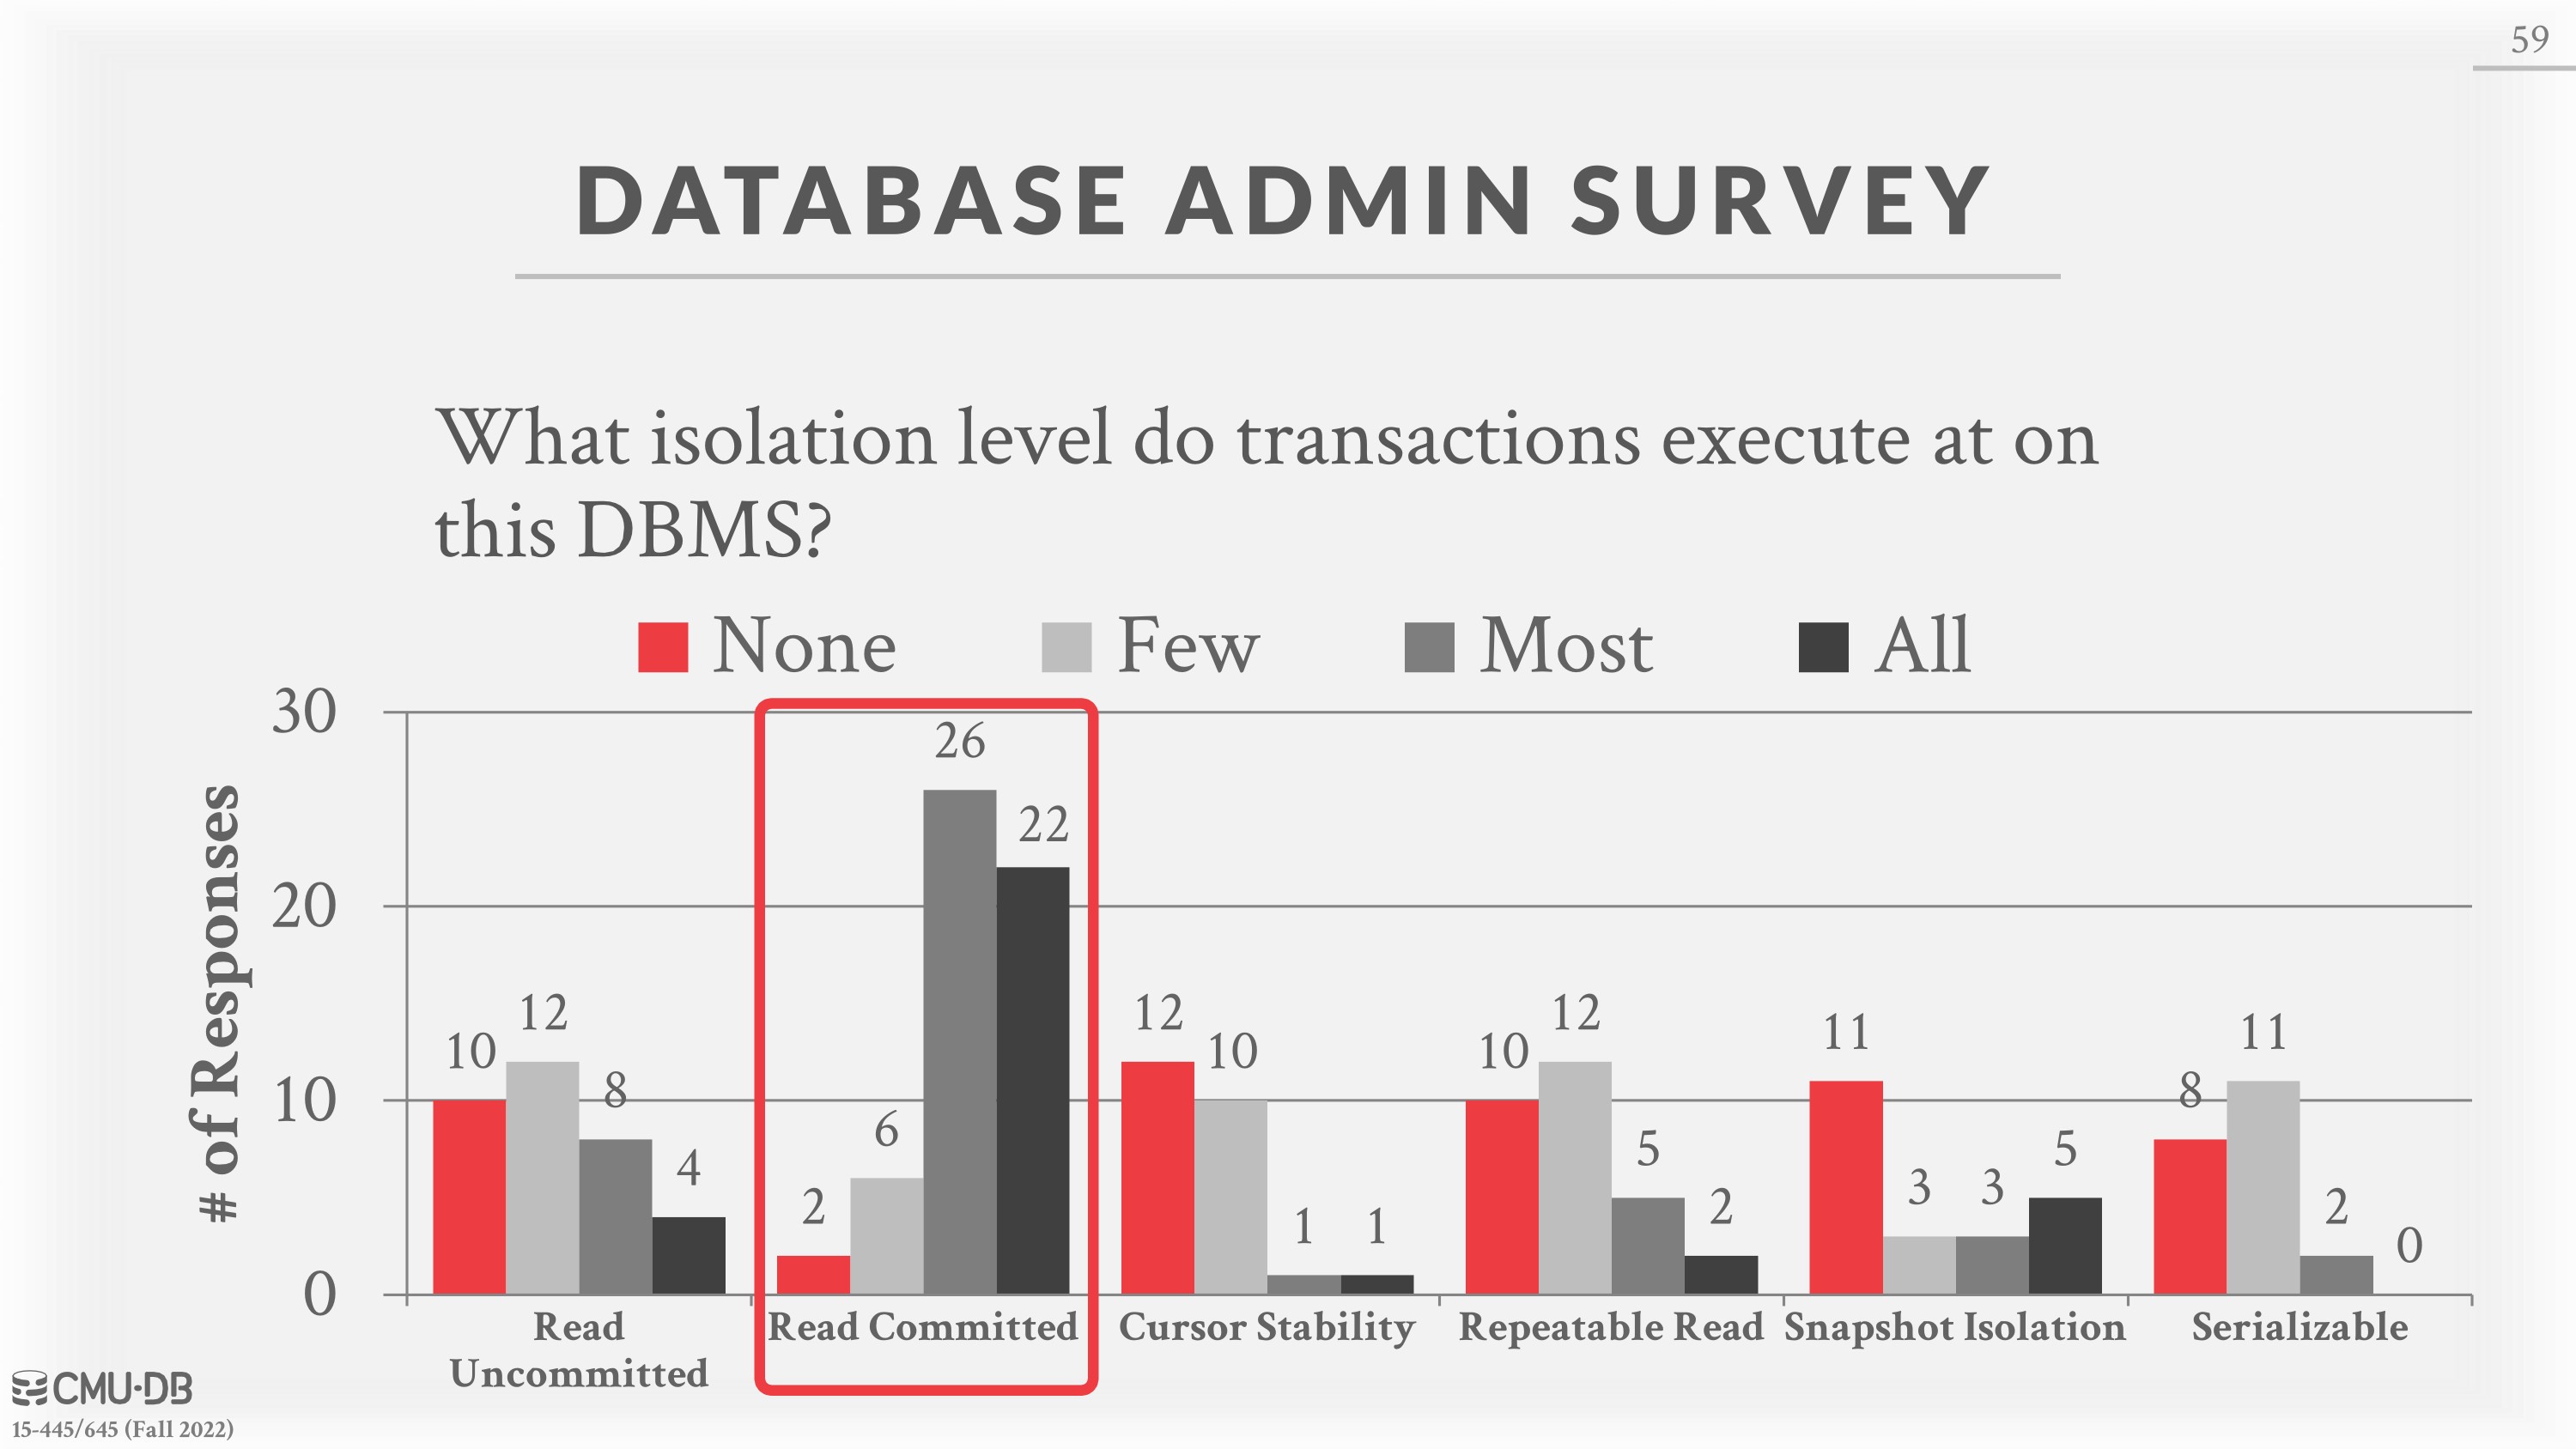 59
DATABASE ADMIN SURVEY
What isolation level do transactions execute at on
this DBMS?
None Few Most All
# of Responses
30
20
10
0
10 12 8 4
2 6 26 22
12 10 1 1
10 12 5 2
11 3 3 5
8 11 2 0
Read
Uncommitted
Read Committed
Cursor Stability
Repeatable Read
Snapshot Isolation
Serializable
CMU·DB
15-445/645 (Fall 2022)